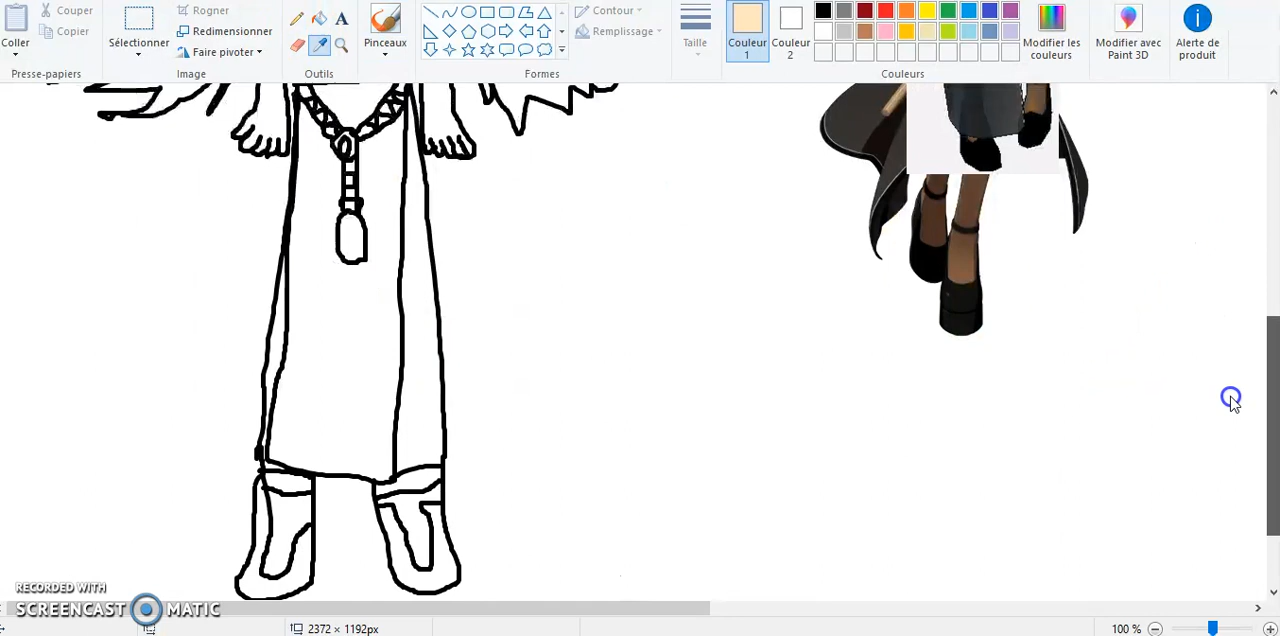 Coller
Couper
Copier
Presse-papiers
Sélectionner
Rogner
Redimensionner
Faire pivoter
Image
A
Outils
Pinceaux
Contour
Remplissage
Formes
Taille
Couleur
1
Couleur
2
Modifier les
couleurs
Couleurs
Modifier avec
Paint 3D
Alerte de
produit
RECORDED WITH
SCREENCAST MATIC
2372 × 1192px
100 %